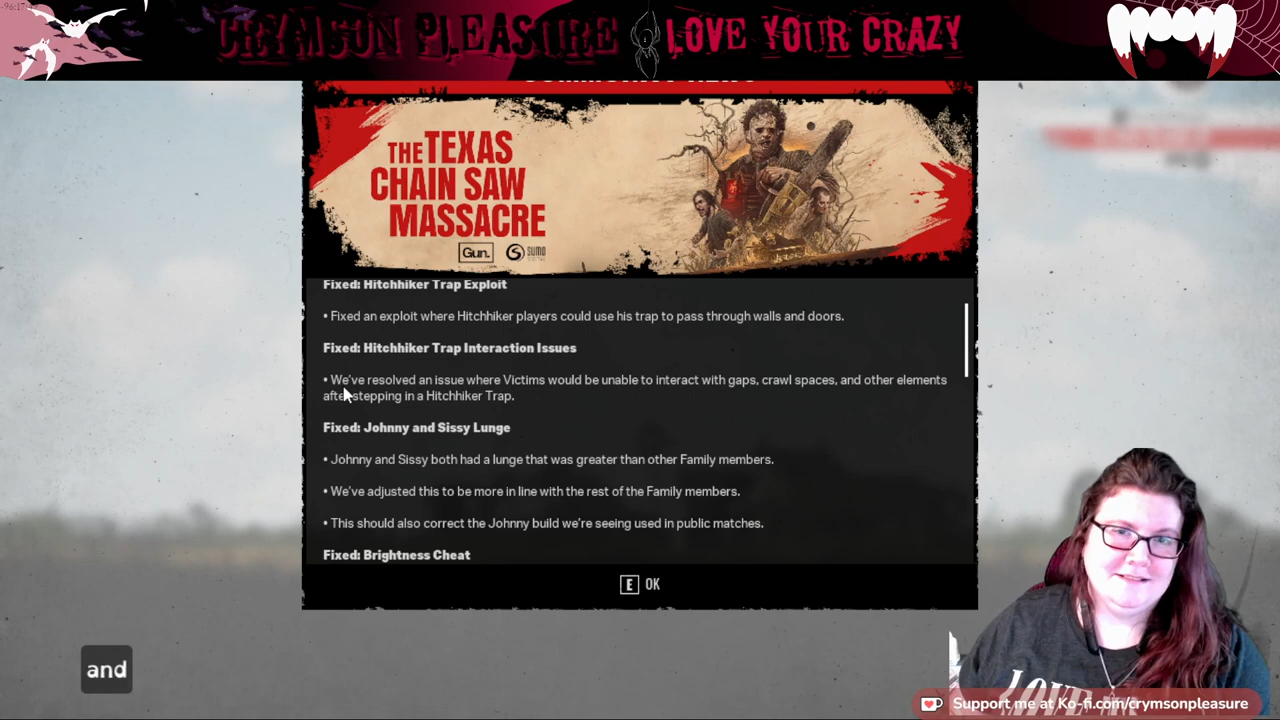 CRYMSON PLEASURE LOVE YOUR CRAZY
THE TEXAS
CHAIN SAW
MASSACRE
Gun. SUMO
Fixed: Hitchhiker Trap Exploit
• Fixed an exploit where Hitchhiker players could use his trap to pass through walls and doors.
Fixed: Hitchhiker Trap Interaction Issues
• We've resolved an issue where Victims would be unable to interact with gaps, crawl spaces, and other elements
after stepping in a Hitchhiker Trap.
Fixed: Johnny and Sissy Lunge
• Johnny and Sissy both had a lunge that was greater than other Family members.
• We've adjusted this to be more in line with the rest of the Family members.
• This should also correct the Johnny build we're seeing used in public matches.
Fixed: Brightness Cheat
E OK
and
LOVE
Support me at Ko-fi.com/crymsonpleasure